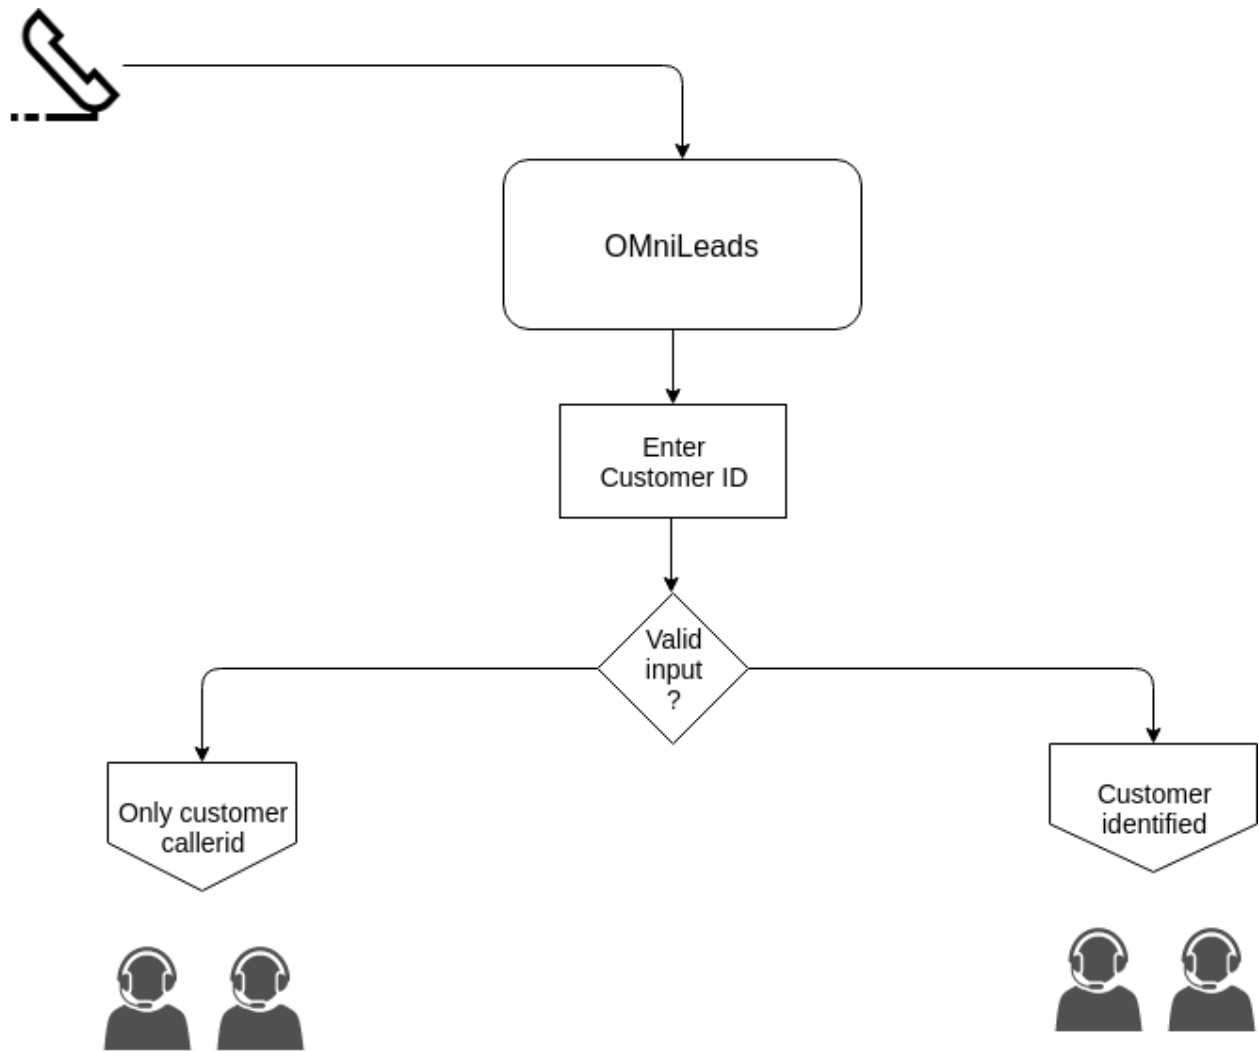 OMniLeads
Enter
Customer ID
Valid
input
?
Only customer
callerid
Customer
identified